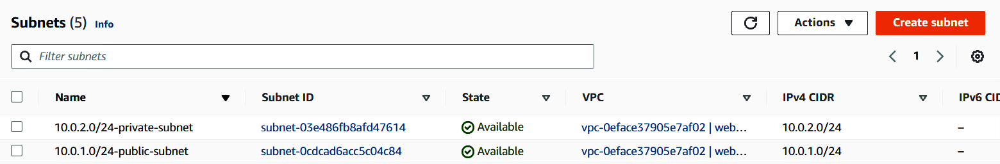 Subnets (5) Info
Actions
Create subnet
Filter subnets
1
Name Subnet ID State VPC IPv4 CIDR IPv6 CID
10.0.2.0/24-private-subnet subnet-03e486fb8afd47614 Available vpc-0eface37905e7af02 | web... 10.0.2.0/24 –
10.0.1.0/24-public-subnet subnet-0cdcad6acc5c04c84 Available vpc-0eface37905e7af02 | web... 10.0.1.0/24 –